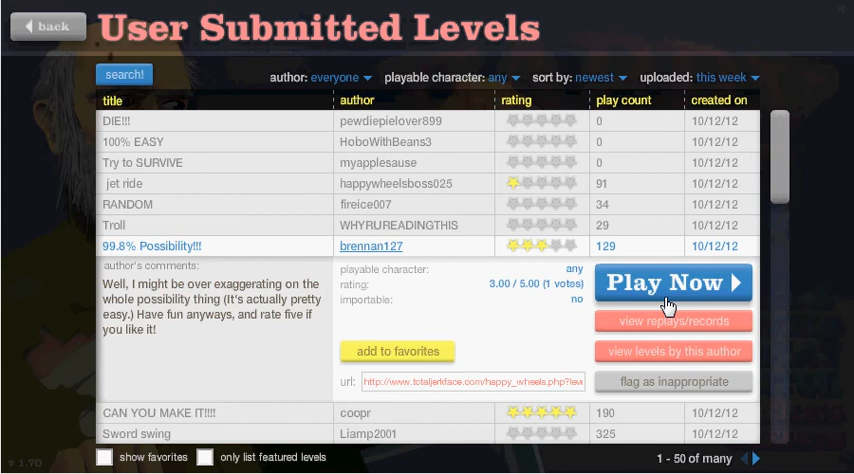 back
User Submitted Levels
search!
author: everyone playable character: any sort by: newest uploaded: this week
title author rating play count created on
DIE!!! pewdiepielover899 0 10/12/12
100% EASY HoboWithBeans3 0 10/12/12
Try to SURVIVE myapplesause 0 10/12/12
jet ride happywheelsboss025 91 10/12/12
RANDOM fireice007 34 10/12/12
Troll WHYRUREADINGTHIS 29 10/12/12
99.8% Possibility!!! brennan127 129 10/12/12
author's comments:
Well, I might be over exaggerating on the
whole possibility thing (It's actually pretty
easy.) Have fun anyways, and rate five if
you like it!
playable character: any
rating: 3.00 / 5.00 (1 votes)
importable: no
add to favorites
url: http://www.totaljerkface.com/happy_wheels.php?lev
Play Now
view replays/records
view levels by this author
flag as inappropriate
CAN YOU MAKE IT!!!! coopr 190 10/12/12
Sword swing Liamp2001 325 10/12/12
show favorites only list featured levels 1 - 50 of many
v 1.70